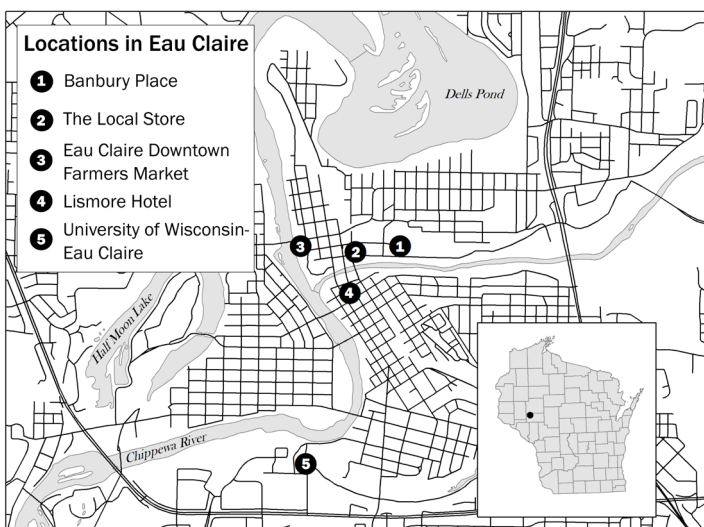 Locations in Eau Claire
1 Banbury Place
2 The Local Store
3 Eau Claire Downtown
Farmers Market
4 Lismore Hotel
5 University of Wisconsin-
Eau Claire
Dells Pond
3
2
1
4
Half Moon Lake
Chippewa River
5